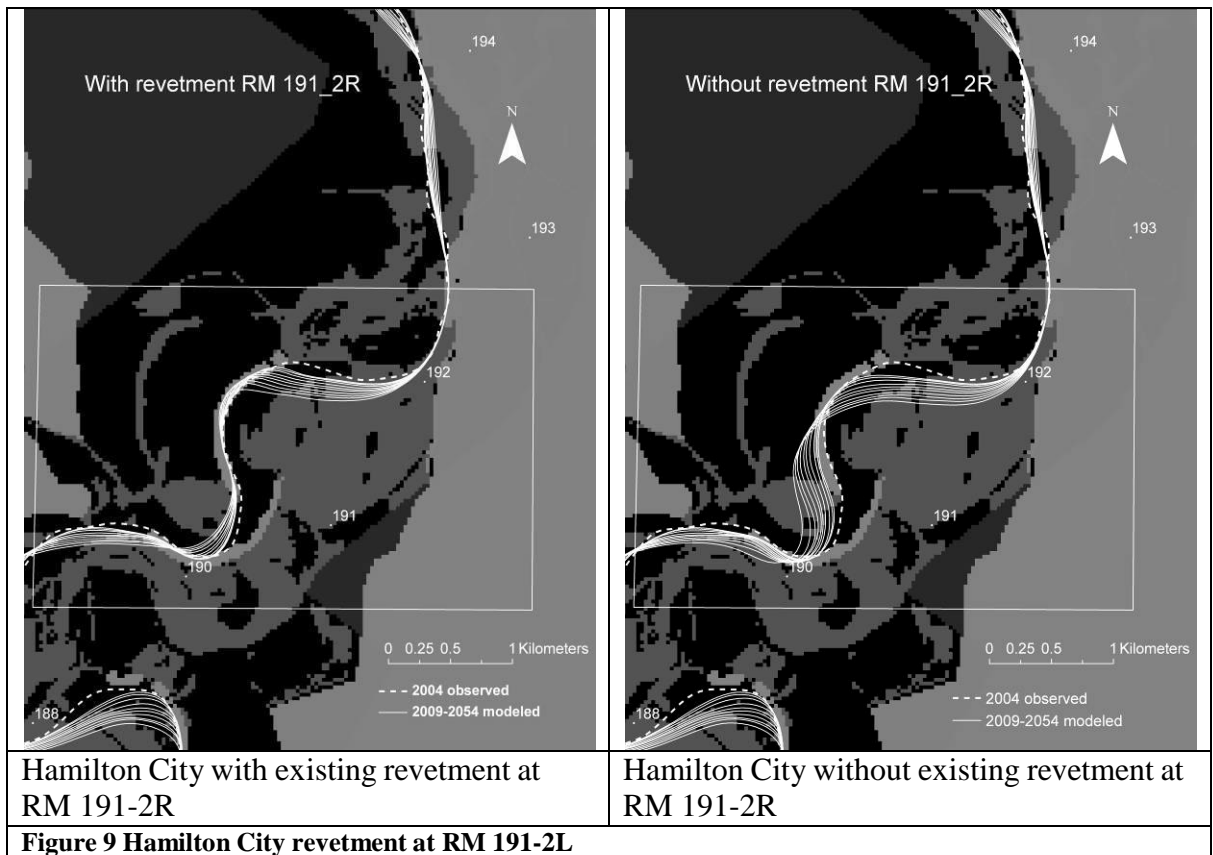 194
With revetment RM 191_2R
N
193
192
191
190
0 0.25 0.5 1 Kilometers
2004 observed
188
2009-2054 modeled
194
Without revetment RM 191_2R
N
193
192
191
190
0 0.25 0.5 1 Kilometers
2004 observed
188
2009-2054 modeled
Hamilton City with existing revetment at
RM 191-2R
Hamilton City without existing revetment at
RM 191-2R
Figure 9 Hamilton City revetment at RM 191-2L